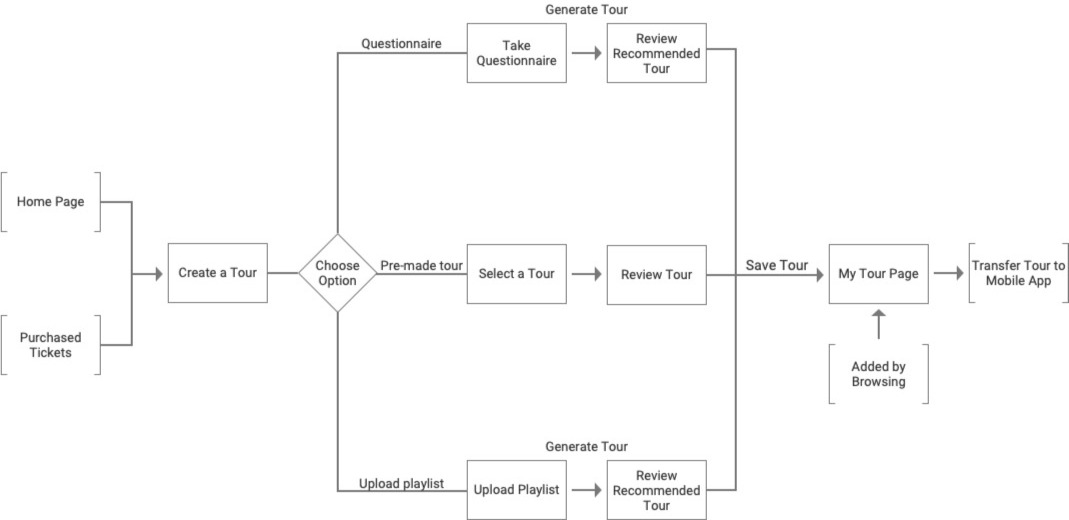 Generate Tour
Questionnaire
Take
Questionnaire
Review
Recommended
Tour
Home Page
Purchased
Tickets
Create a Tour
Choose
Option
Pre-made tour
Select a Tour
Review Tour
Save Tour
My Tour Page
Transfer Tour to
Mobile App
Added by
Browsing
Generate Tour
Upload playlist
Upload Playlist
Review
Recommended
Tour